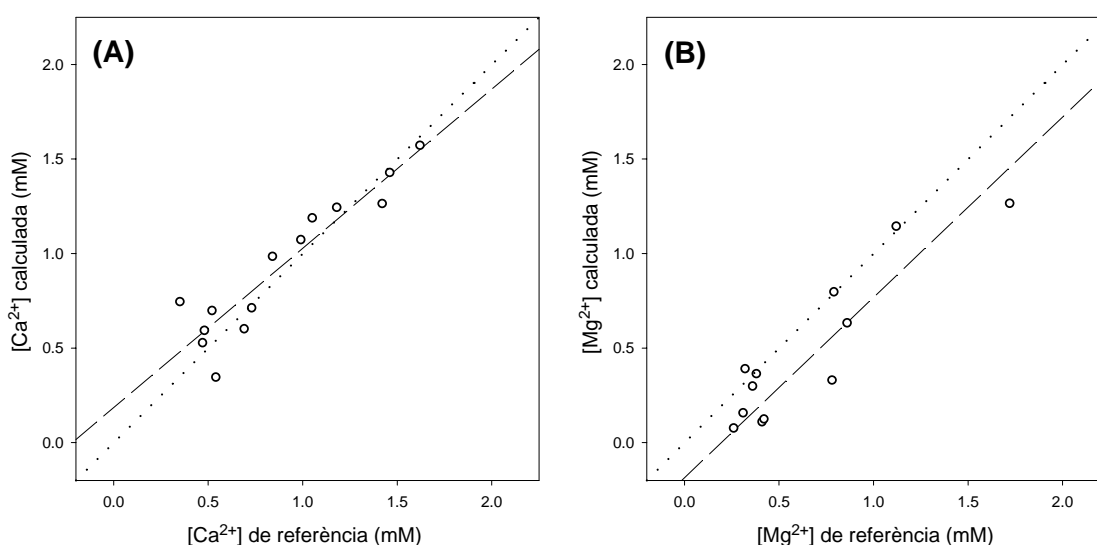 (A)
[Ca²⁺] calculada (mM)
2.0
1.5
1.0
0.5
0.0
0.0 0.5 1.0 1.5 2.0
[Ca²⁺] de referència (mM)
(B)
[Mg²⁺] calculada (mM)
2.0
1.5
1.0
0.5
0.0
0.0 0.5 1.0 1.5 2.0
[Mg²⁺] de referència (mM)